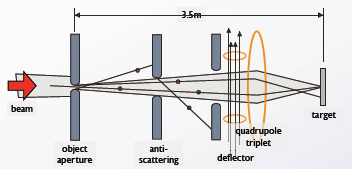 3.5m
beam
object
aperture
anti-
scattering
deflector
quadrupole
triplet
target